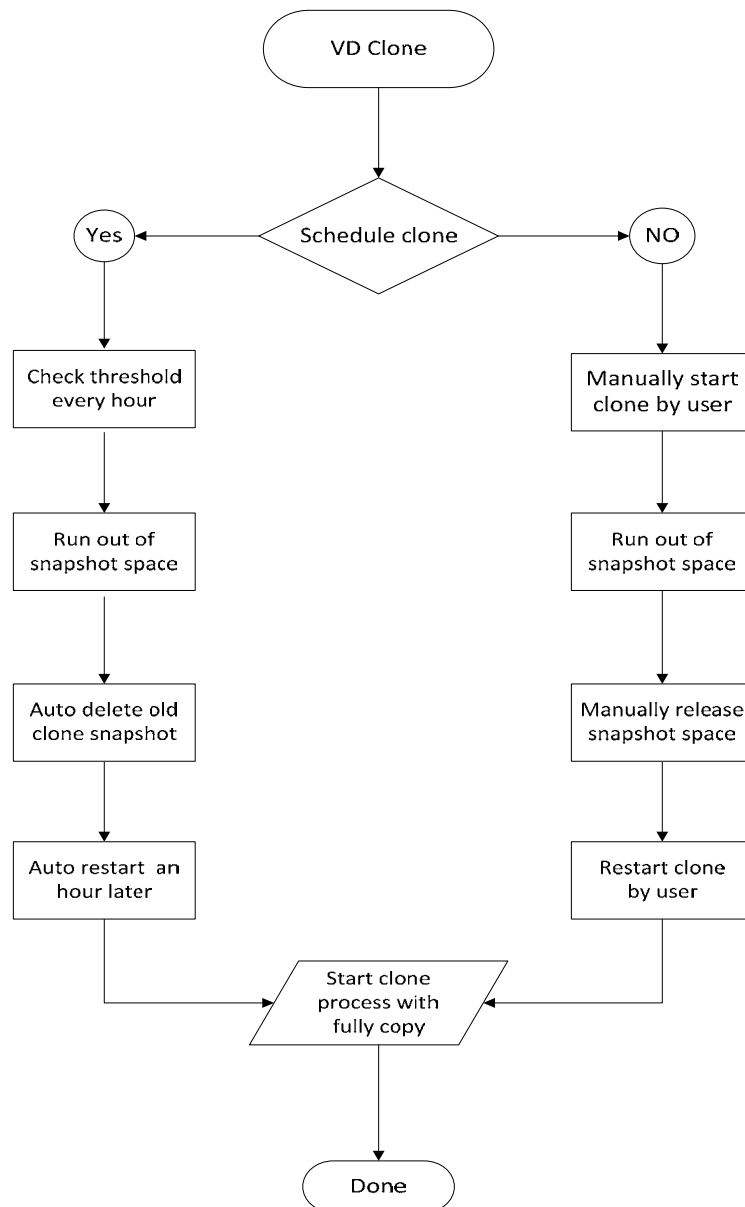 VD Clone
Schedule clone
Yes
NO
Check threshold
every hour
Manually start
clone by user
Run out of
snapshot space
Run out of
snapshot space
Auto delete old
clone snapshot
Manually release
snapshot space
Auto restart  an
hour later
Restart clone
by user
Start clone
process with
fully copy
Done